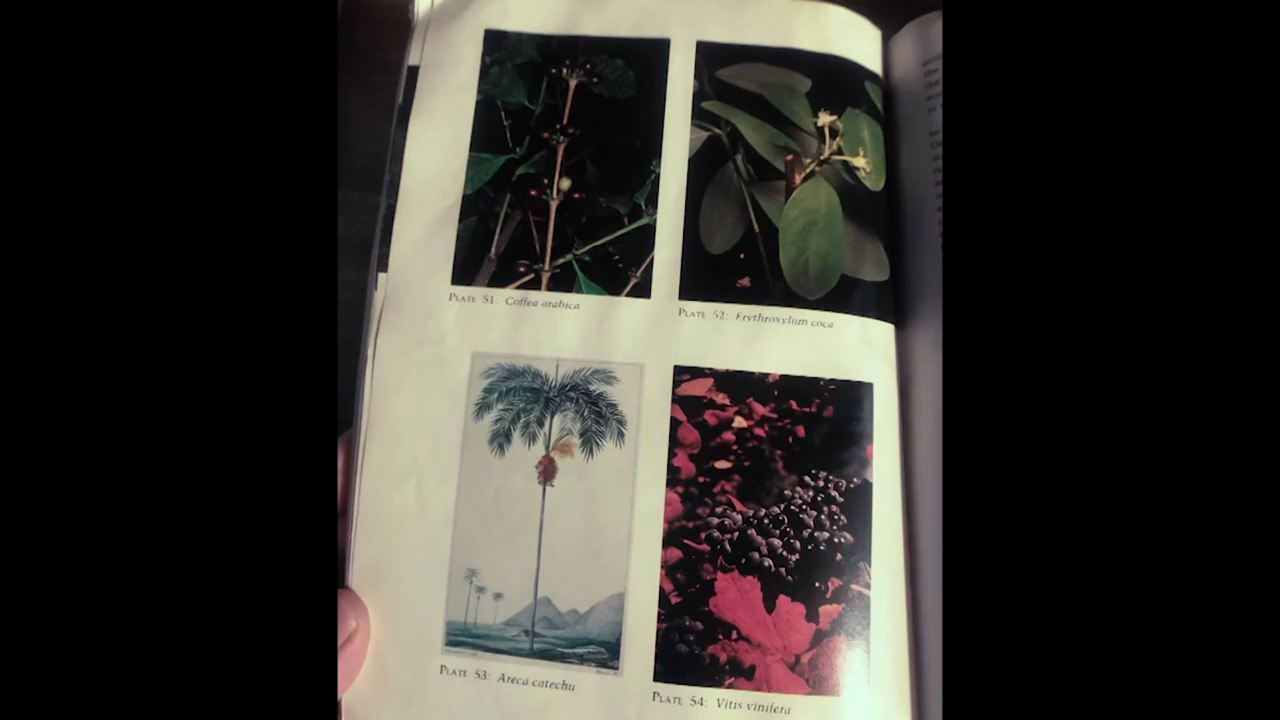 PLATE 51: Coffea arabica
PLATE 52: Erythroxylum coca
PLATE 53: Areca catechu
PLATE 54: Vitis vinifera